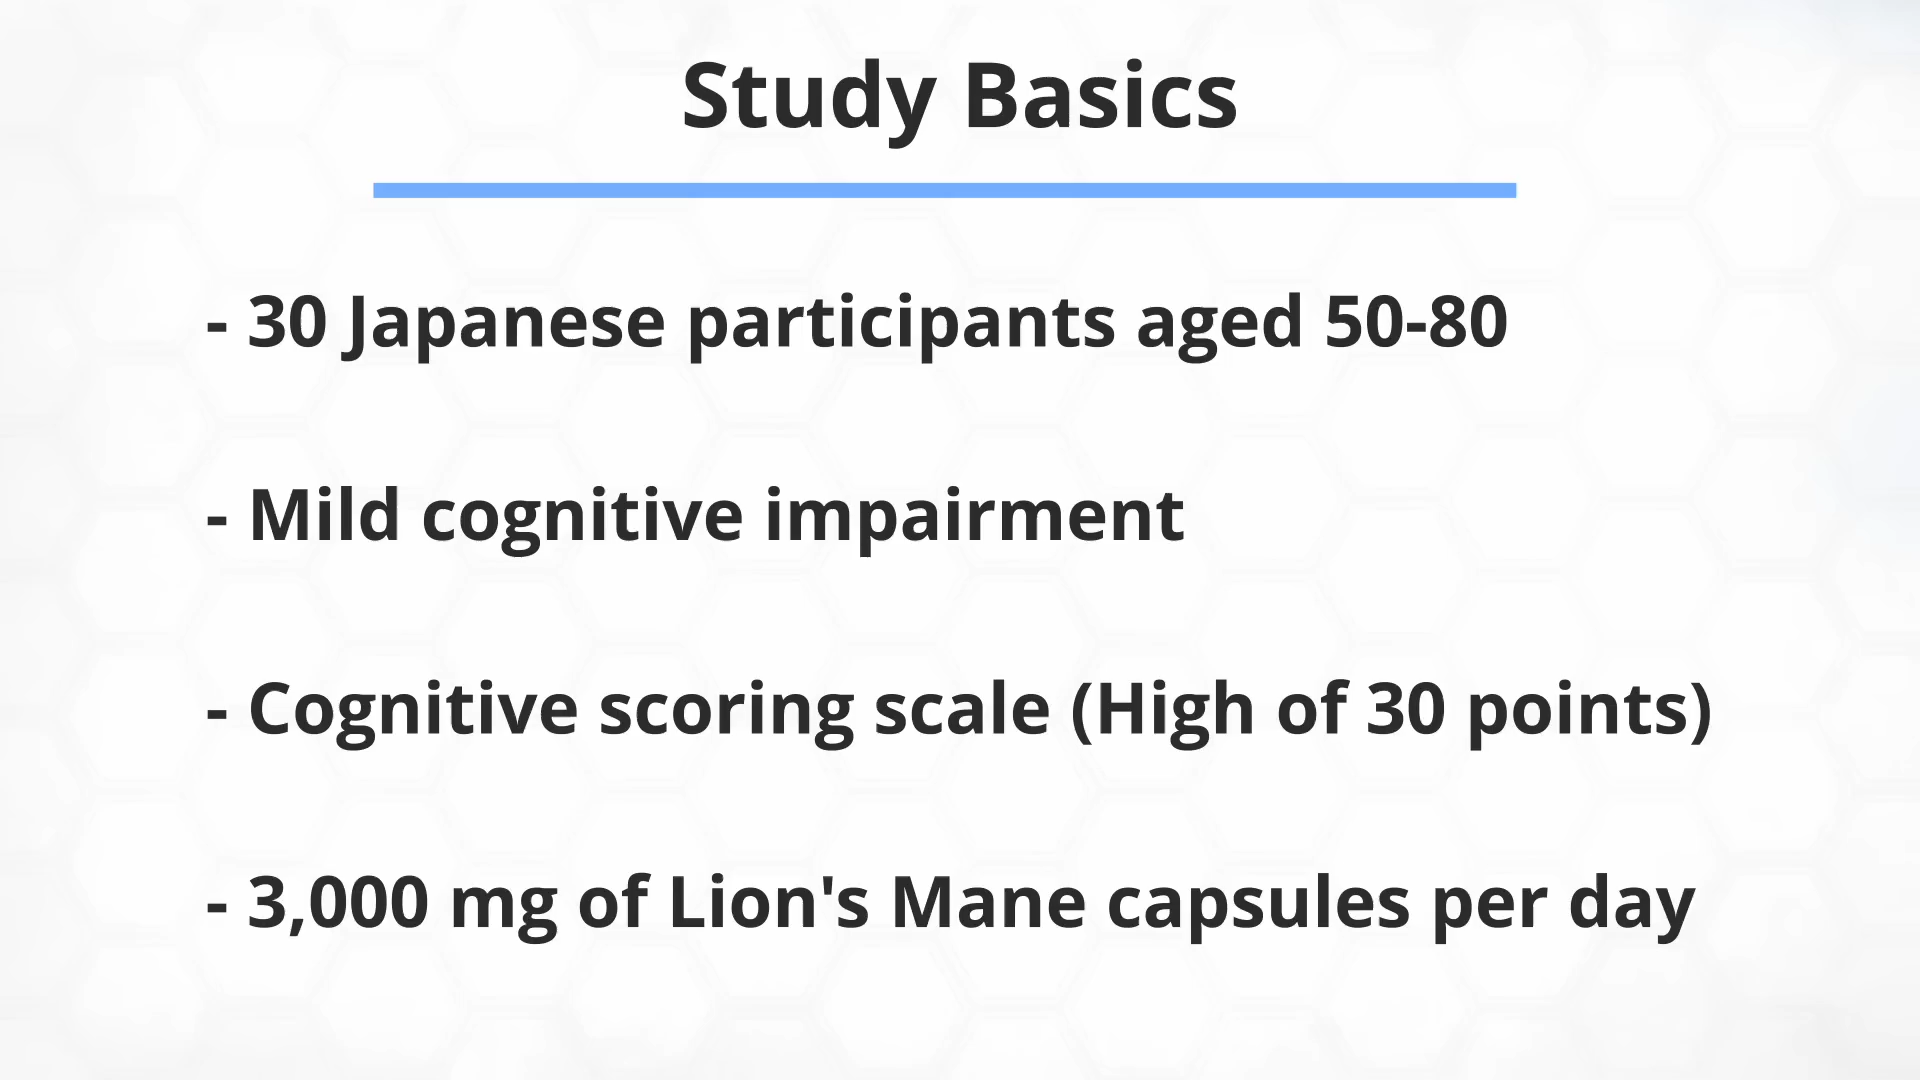 Study Basics
- 30 Japanese participants aged 50-80
- Mild cognitive impairment
- Cognitive scoring scale (High of 30 points)
- 3,000 mg of Lion's Mane capsules per day